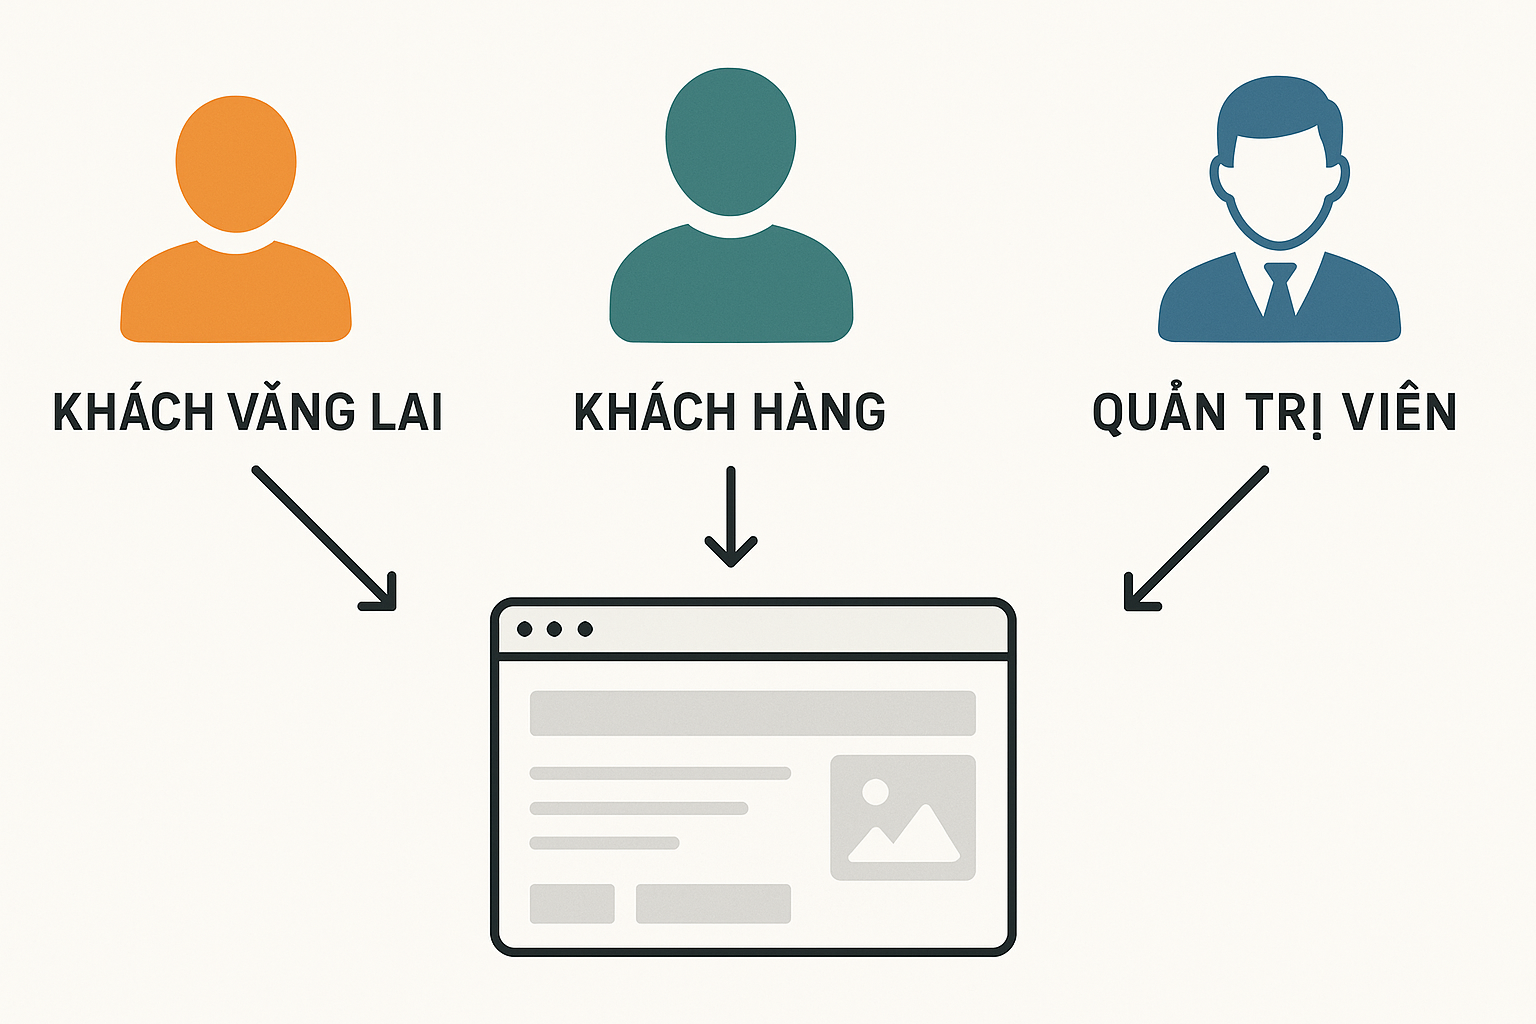 KHÁCH VÃNG LAI
KHÁCH HÀNG
QUẢN TRỊ VIÊN